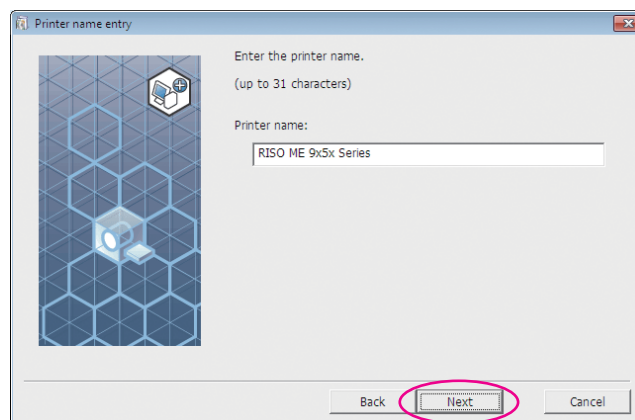 Printer name entry
Enter the printer name.
(up to 31 characters)
Printer name:
RISO ME 9x5x Series
Back Next Cancel